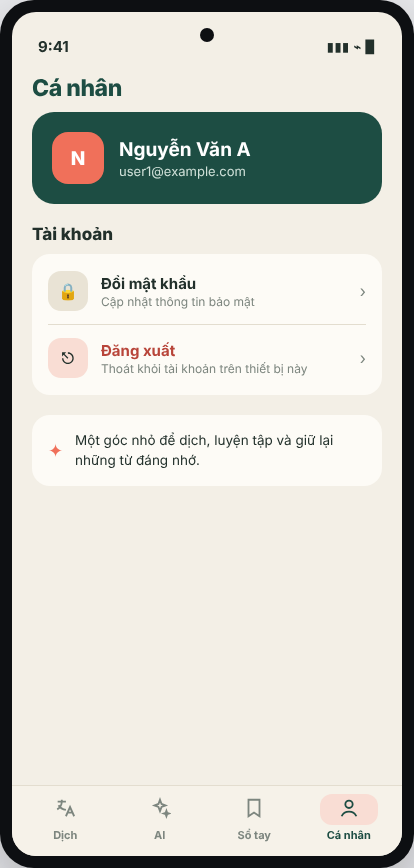 9:41
Cá nhân
N
Nguyễn Văn A
user1@example.com
Tài khoản
Đổi mật khẩu
Cập nhật thông tin bảo mật
Đăng xuất
Thoát khỏi tài khoản trên thiết bị này
Một góc nhỏ để dịch, luyện tập và giữ lại
những từ đáng nhớ.
Dịch AI Sổ tay Cá nhân